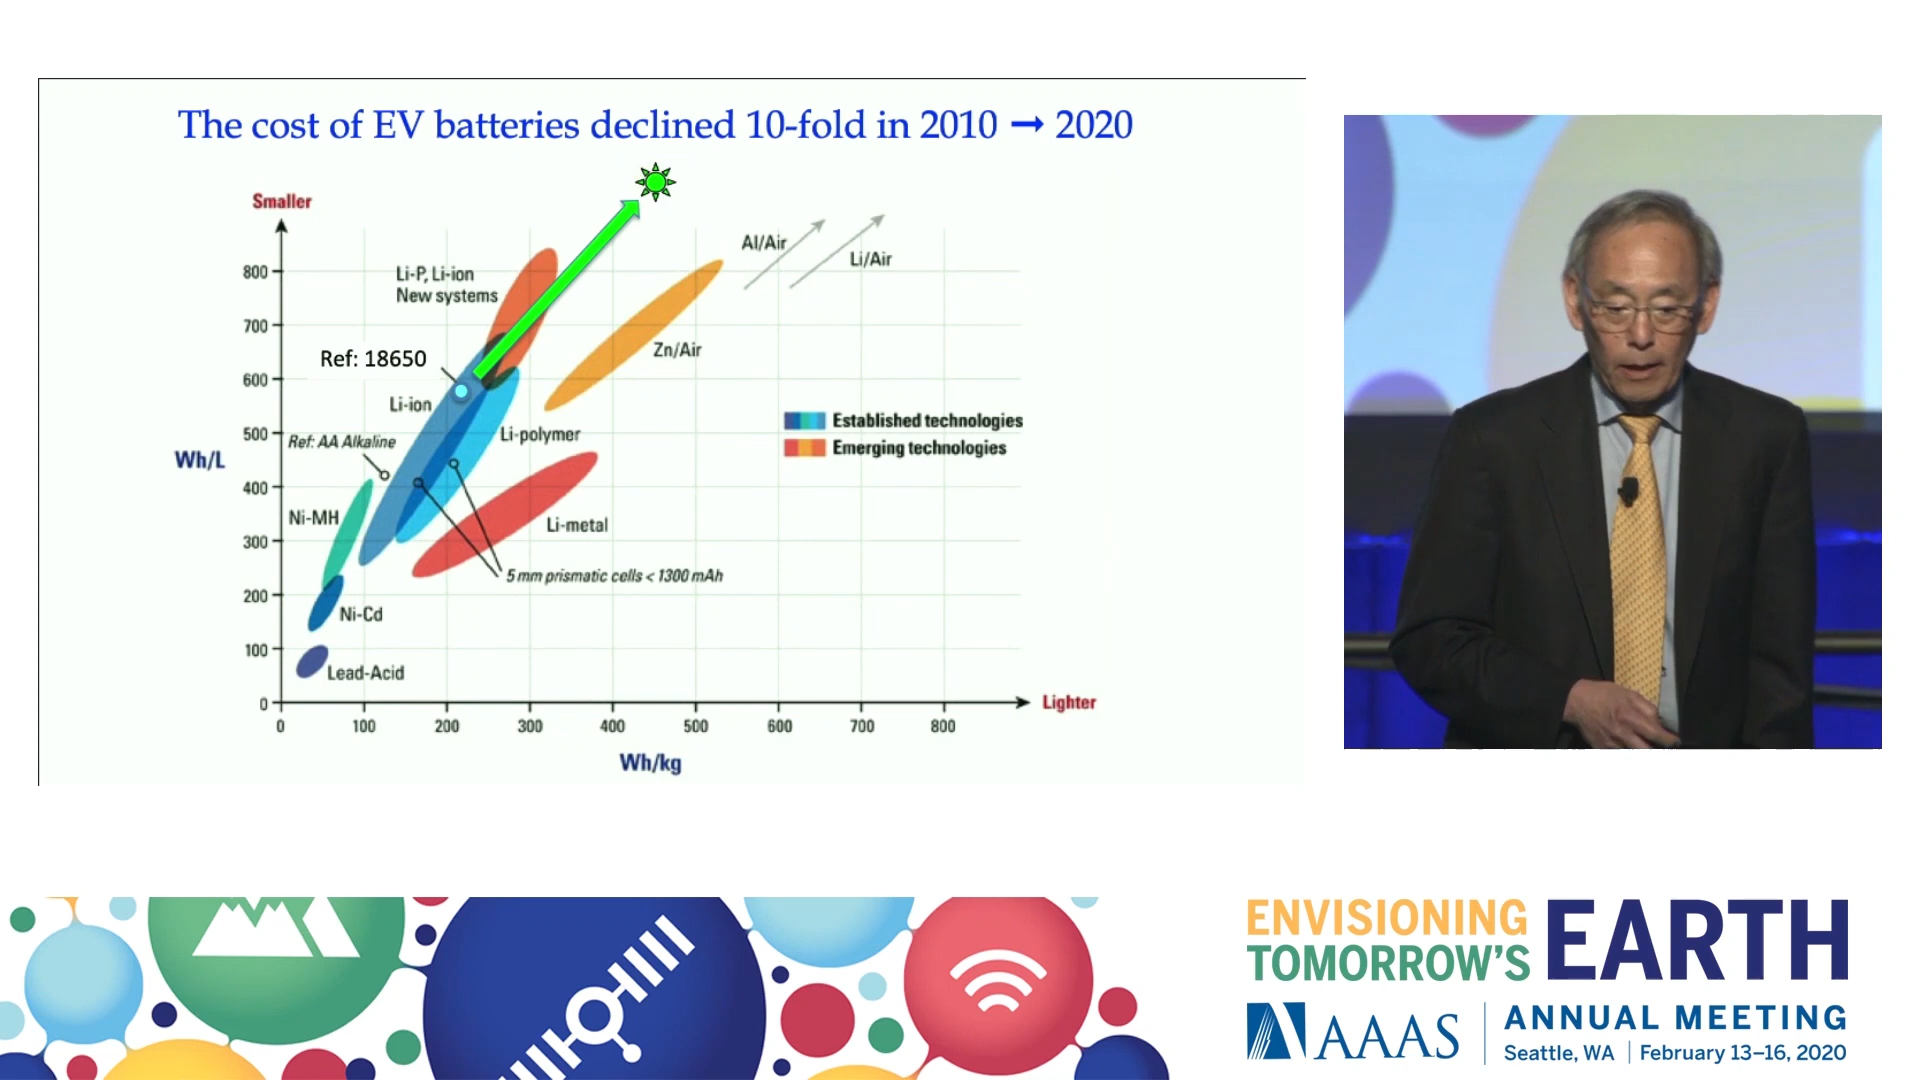 The cost of EV batteries declined 10-fold in 2010 → 2020
Smaller
Al/Air
Li/Air
800
Li-P, Li-ion
New systems
700
Zn/Air
Ref: 18650
600
Li-ion
Established technologies
500
Ref: AA Alkaline
Li-polymer
Emerging technologies
Wh/L
400
Ni-MH
Li-metal
300
5 mm prismatic cells < 1300 mAh
200
Ni-Cd
100
Lead-Acid
0
Lighter
0 100 200 300 400 500 600 700 800
Wh/kg
ENVISIONING
TOMORROW'S EARTH
AAAS
ANNUAL MEETING
Seattle, WA | February 13–16, 2020